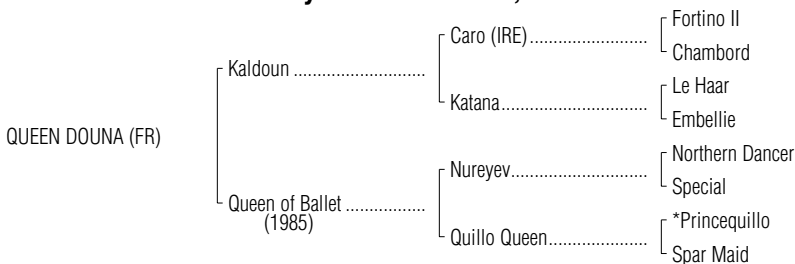 Fortino II
Caro (IRE)............................
Chambord
Kaldoun ............................
Le Haar
Katana............................
Embellie
QUEEN DOUNA (FR)
Northern Dancer
Nureyev............................
Special
Queen of Ballet ............................
(1985)
*Princequillo
Quillo Queen............................
Spar Maid